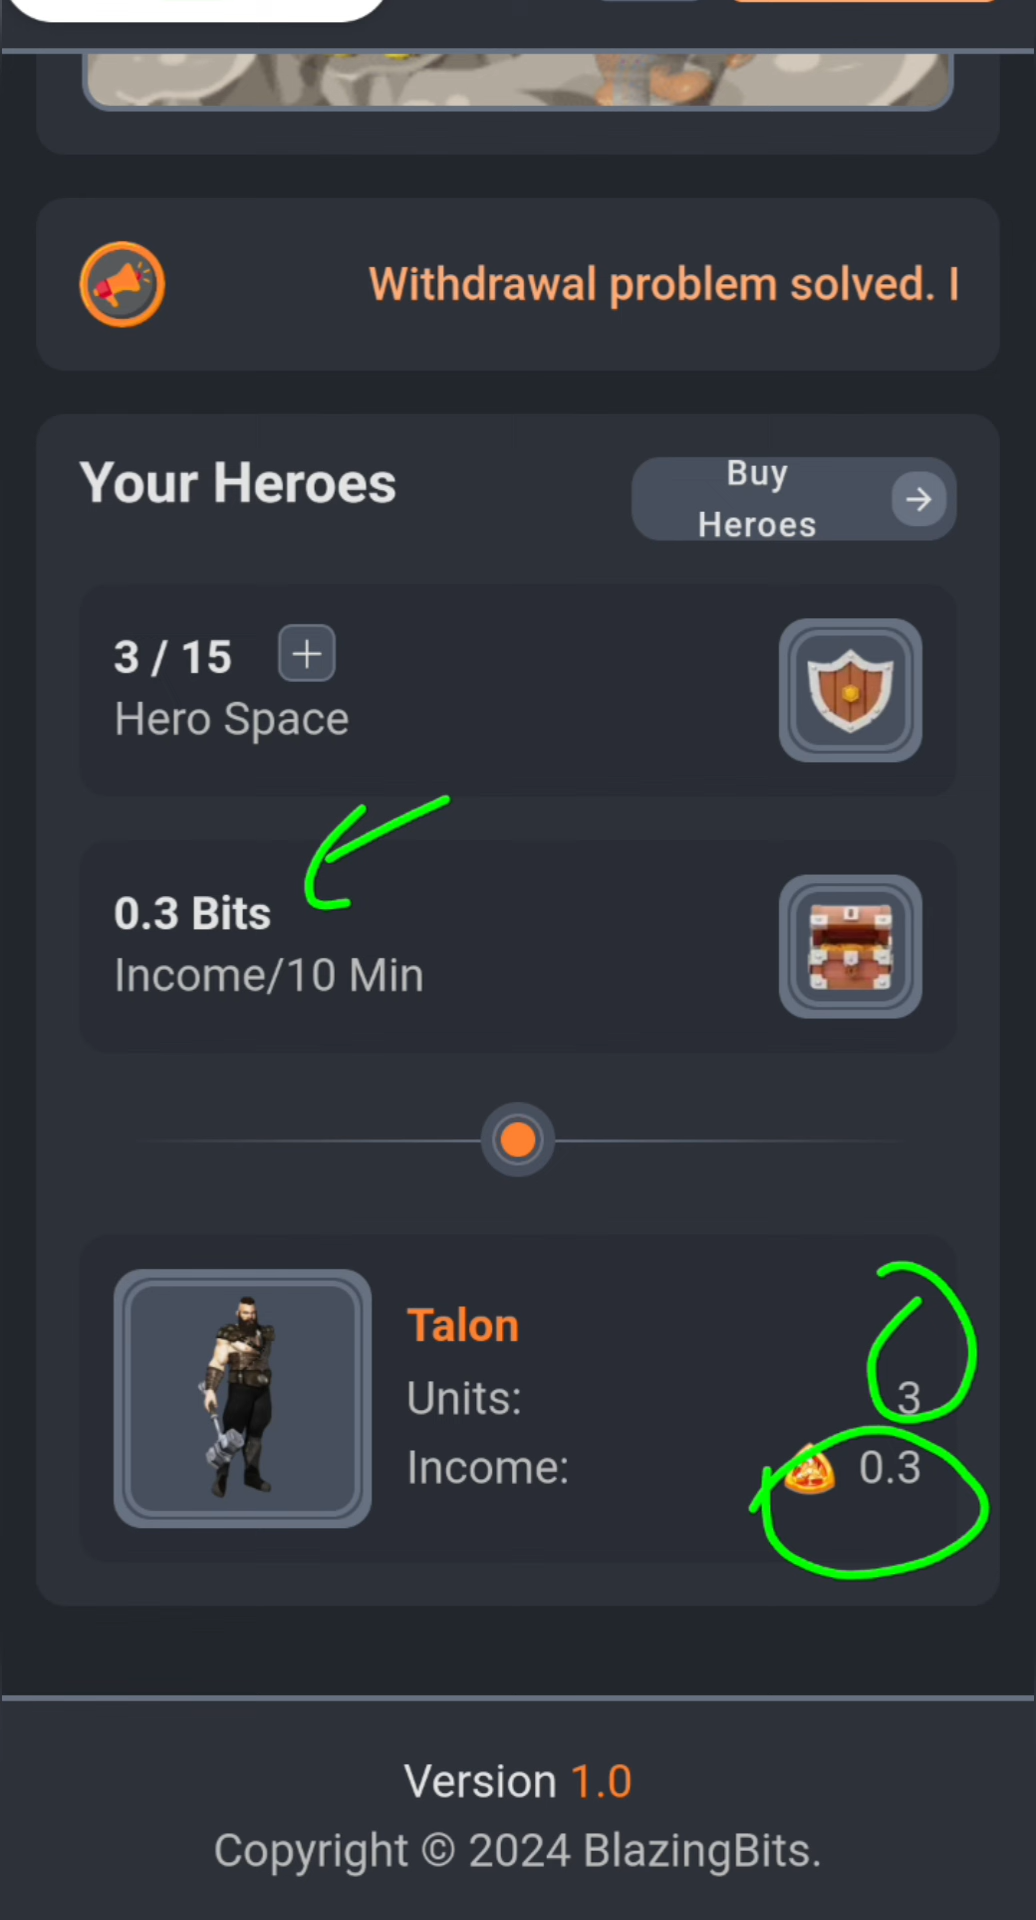 Withdrawal problem solved. I
Your Heroes
Buy
Heroes
3 / 15
Hero Space
0.3 Bits
Income/10 Min
Talon
Units: 3
Income: 0.3
Version 1.0
Copyright © 2024 BlazingBits.